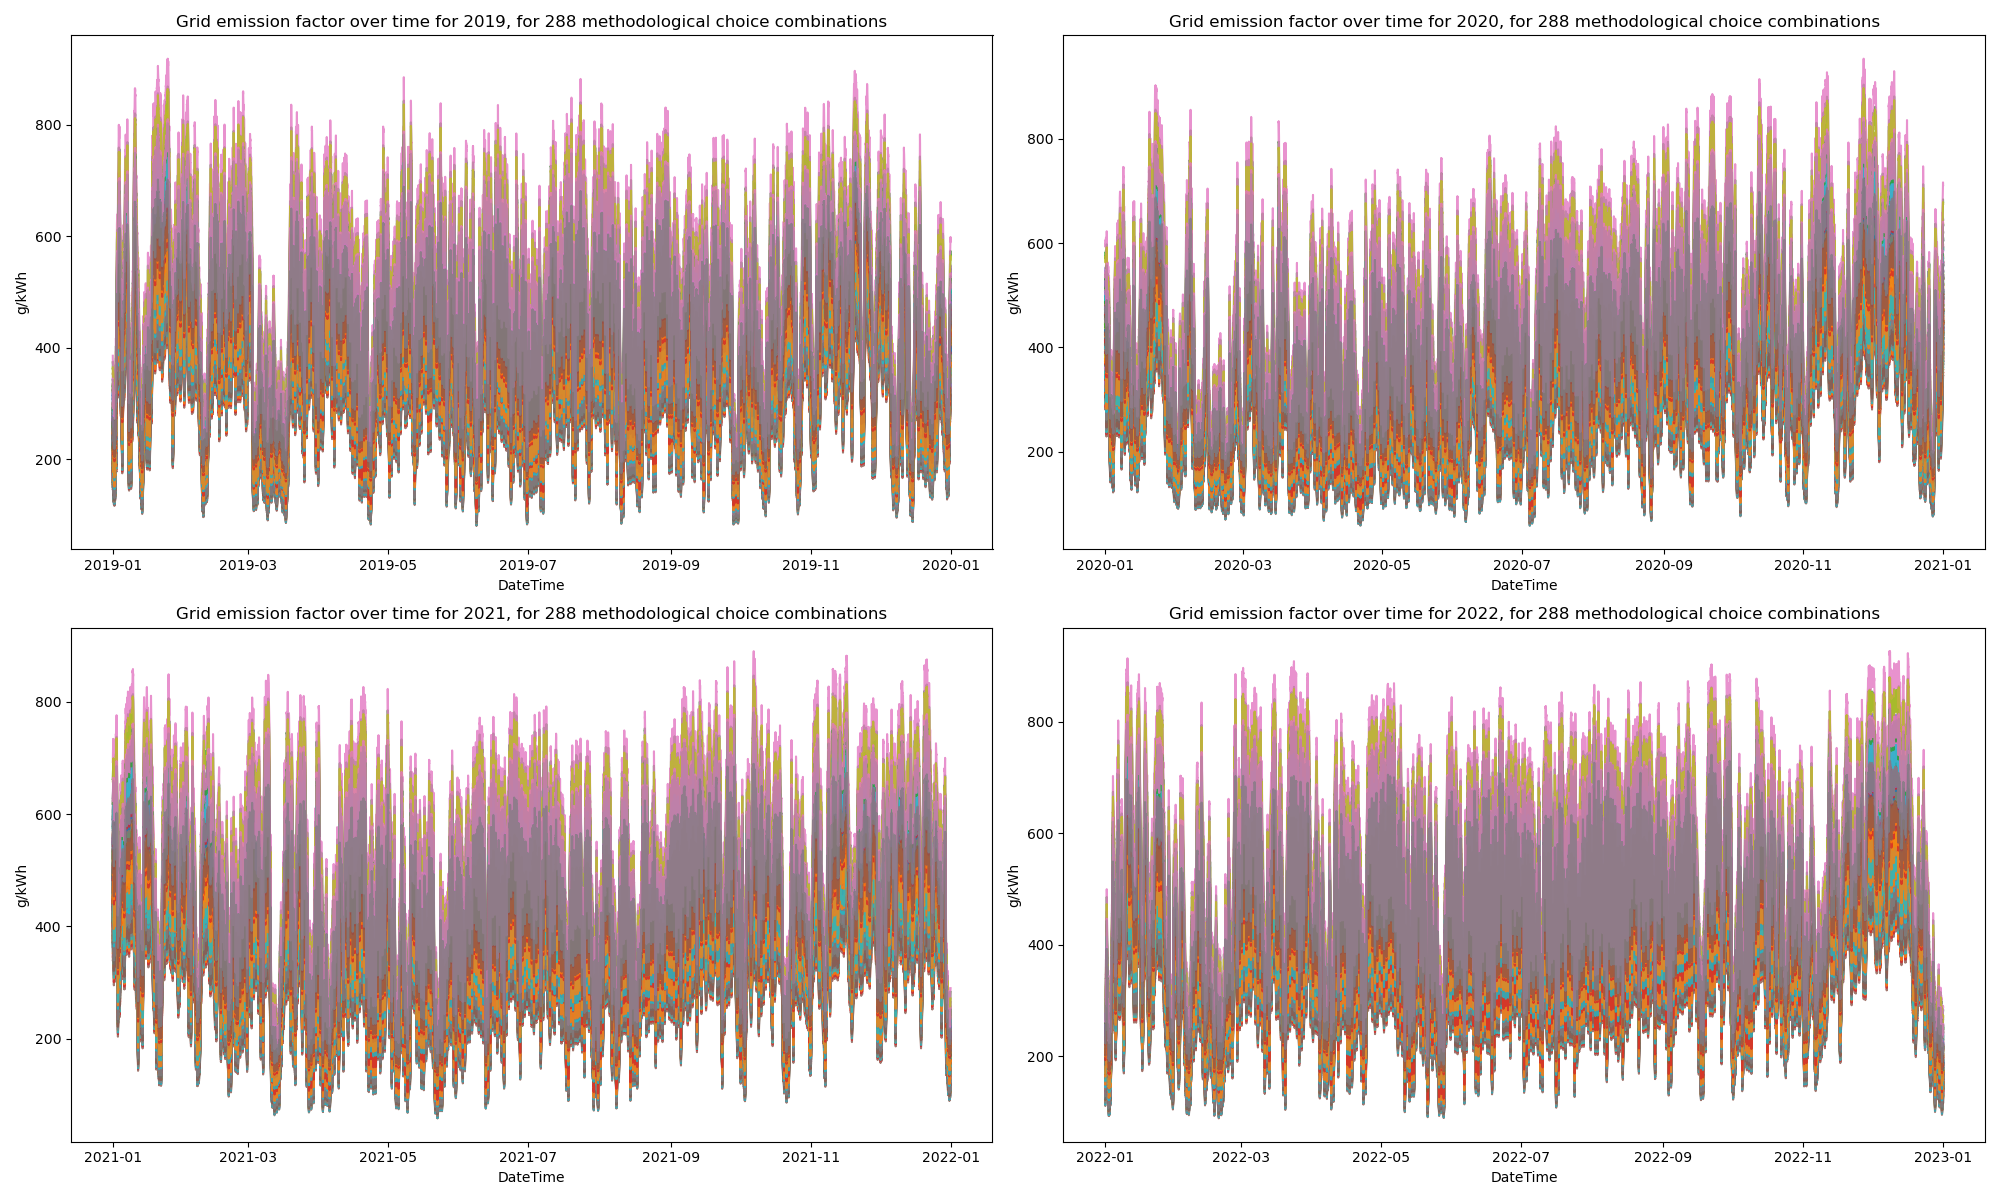 Grid emission factor over time for 2019, for 288 methodological choice combinations
g/kWh
800
600
400
200
2019-01 2019-03 2019-05 2019-07 2019-09 2019-11 2020-01
DateTime
Grid emission factor over time for 2020, for 288 methodological choice combinations
g/kWh
800
600
400
200
2020-01 2020-03 2020-05 2020-07 2020-09 2020-11 2021-01
DateTime
Grid emission factor over time for 2021, for 288 methodological choice combinations
g/kWh
800
600
400
200
2021-01 2021-03 2021-05 2021-07 2021-09 2021-11 2022-01
DateTime
Grid emission factor over time for 2022, for 288 methodological choice combinations
g/kWh
800
600
400
200
2022-01 2022-03 2022-05 2022-07 2022-09 2022-11 2023-01
DateTime